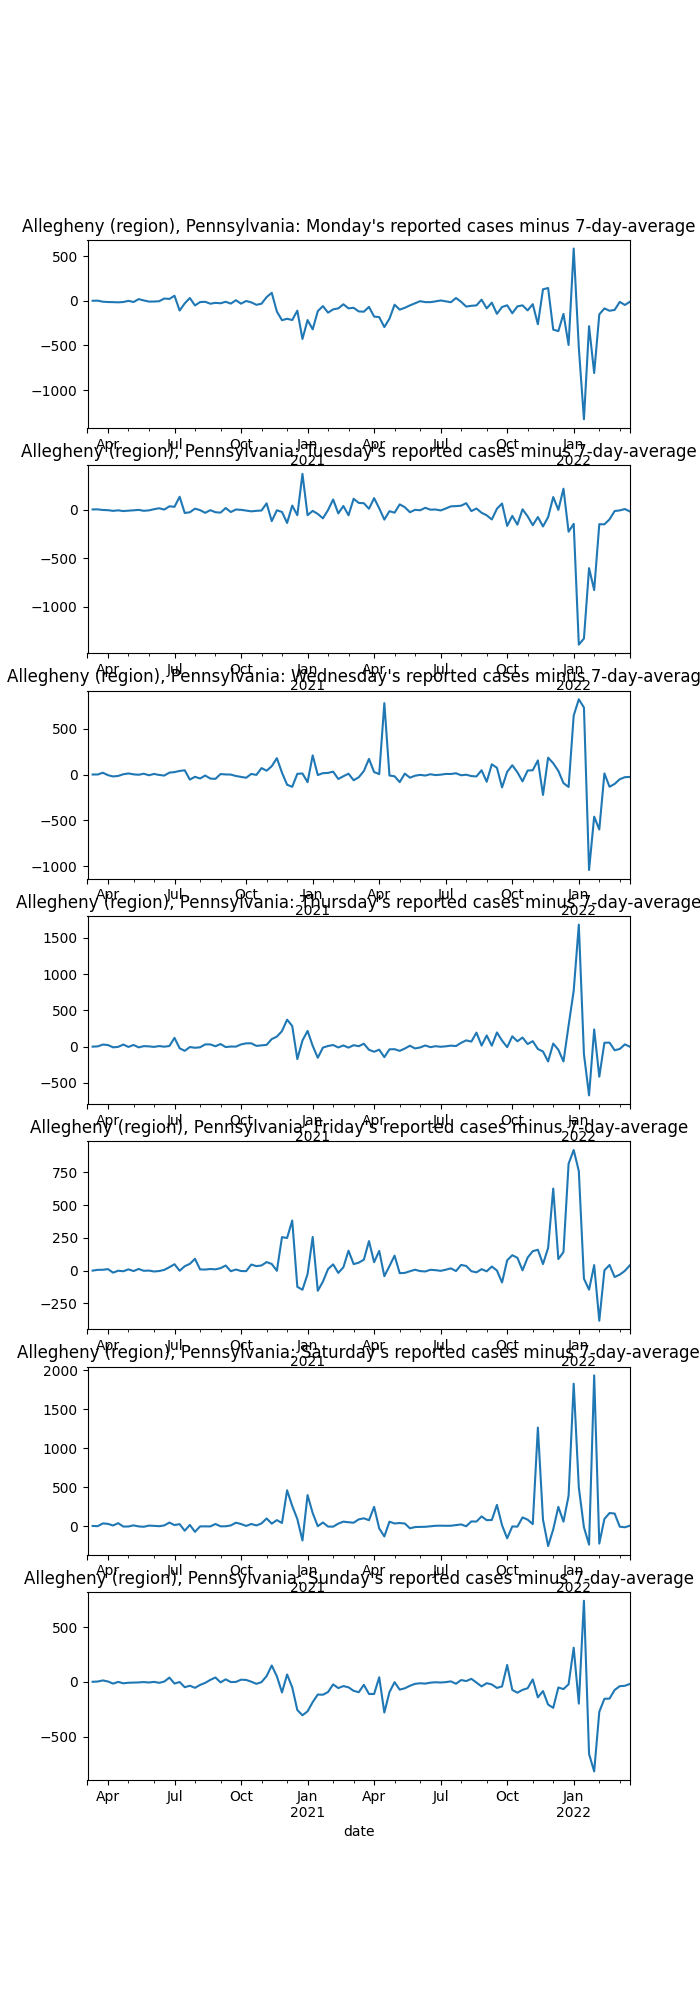 Allegheny (region), Pennsylvania: Monday's reported cases minus 7-day-average
500
0
−500
−1000
Apr Jul Oct Jan Apr Jul Oct Jan
2021 2022
Allegheny (region), Pennsylvania: Tuesday's reported cases minus 7-day-average
0
−500
−1000
Apr Jul Oct Jan Apr Jul Oct Jan
2021 2022
Allegheny (region), Pennsylvania: Wednesday's reported cases minus 7-day-averag
500
0
−500
−1000
Apr Jul Oct Jan Apr Jul Oct Jan
2021 2022
Allegheny (region), Pennsylvania: Thursday's reported cases minus 7-day-average
1500
1000
500
0
−500
Apr Jul Oct Jan Apr Jul Oct Jan
2021 2022
Allegheny (region), Pennsylvania: Friday's reported cases minus 7-day-average
750
500
250
0
−250
Apr Jul Oct Jan Apr Jul Oct Jan
2021 2022
Allegheny (region), Pennsylvania: Saturday's reported cases minus 7-day-average
2000
1500
1000
500
0
Apr Jul Oct Jan Apr Jul Oct Jan
2021 2022
Allegheny (region), Pennsylvania: Sunday's reported cases minus 7-day-average
500
0
−500
Apr Jul Oct Jan Apr Jul Oct Jan
2021 2022
date